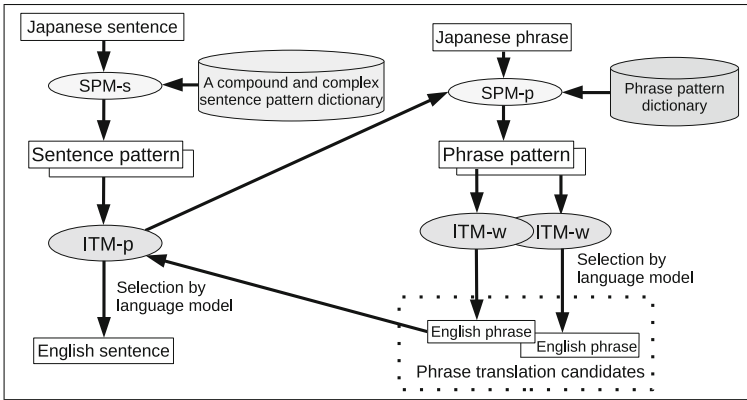 Japanese sentence
SPM-s
A compound and complex
sentence pattern dictionary
Sentence pattern
ITM-p
Selection by
language model
English sentence
Japanese phrase
SPM-p
Phrase pattern
dictionary
Phrase pattern
ITM-w
ITM-w
Selection by
language model
English phrase
English phrase
Phrase translation candidates